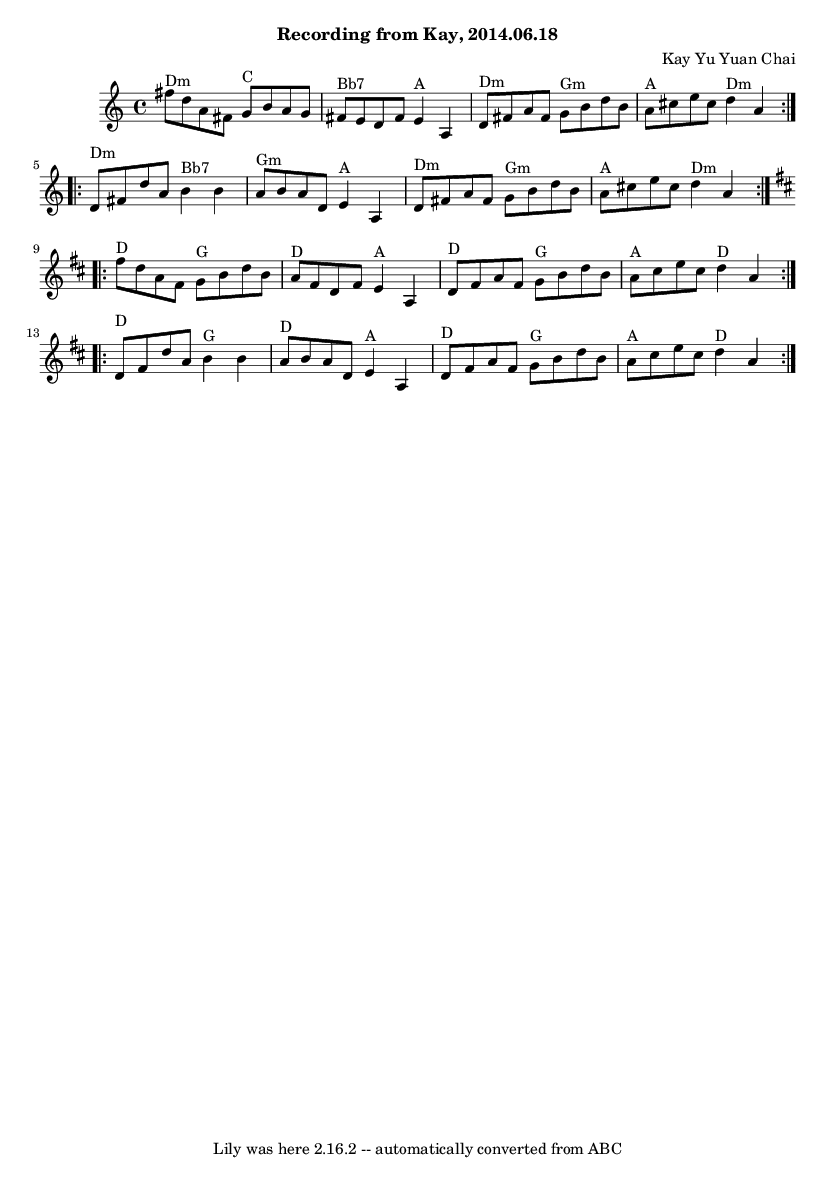 Recording from Kay, 2014.06.18
Kay Yu Yuan Chai
Dm C Bb7 A Dm Gm A Dm
5 Dm Bb7 Gm A Dm Gm A Dm
9 D G D A D G A D
13 D G D A D G A D
Lily was here 2.16.2 -- automatically converted from ABC